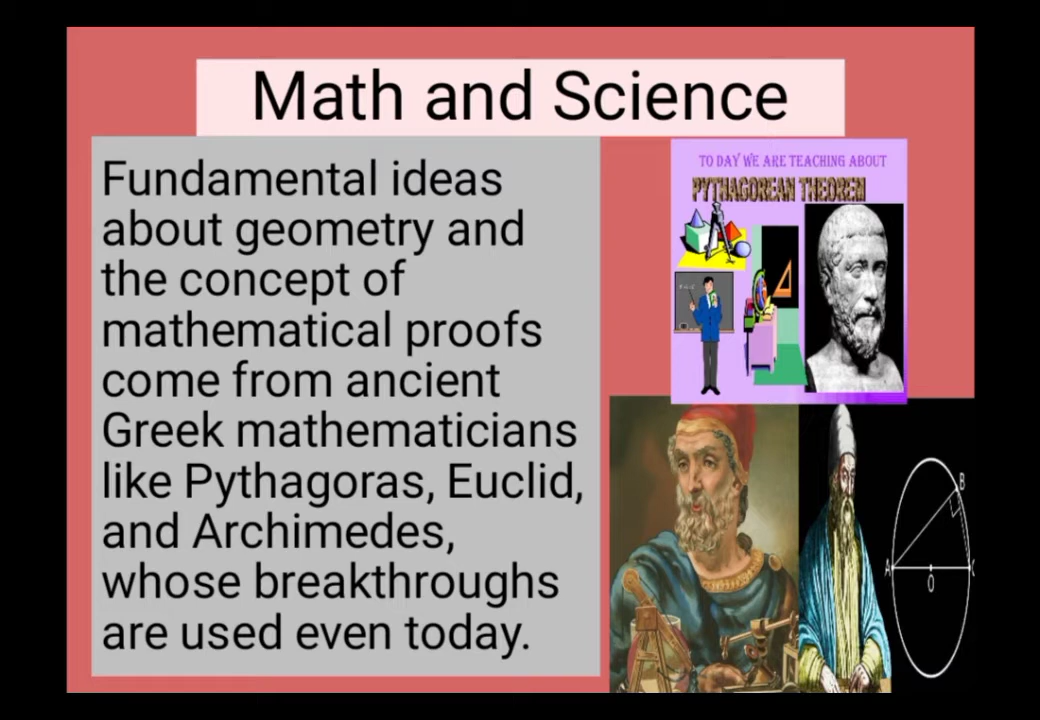 Math and Science
Fundamental ideas
about geometry and
the concept of
mathematical proofs
come from ancient
Greek mathematicians
like Pythagoras, Euclid,
and Archimedes,
whose breakthroughs
are used even today.
TO DAY WE ARE TEACHING ABOUT
PYTHAGOREAN THEOREM
B
A
O